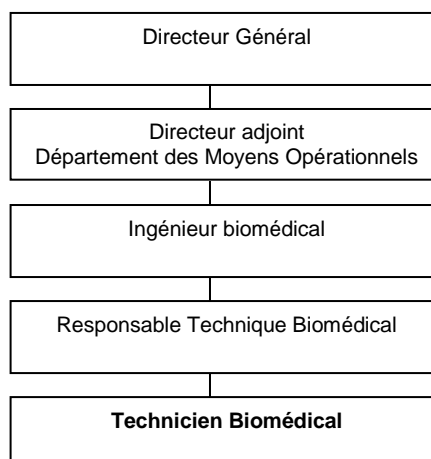 Directeur Général
Directeur adjoint
Département des Moyens Opérationnels
Ingénieur biomédical
Responsable Technique Biomédical
Technicien Biomédical